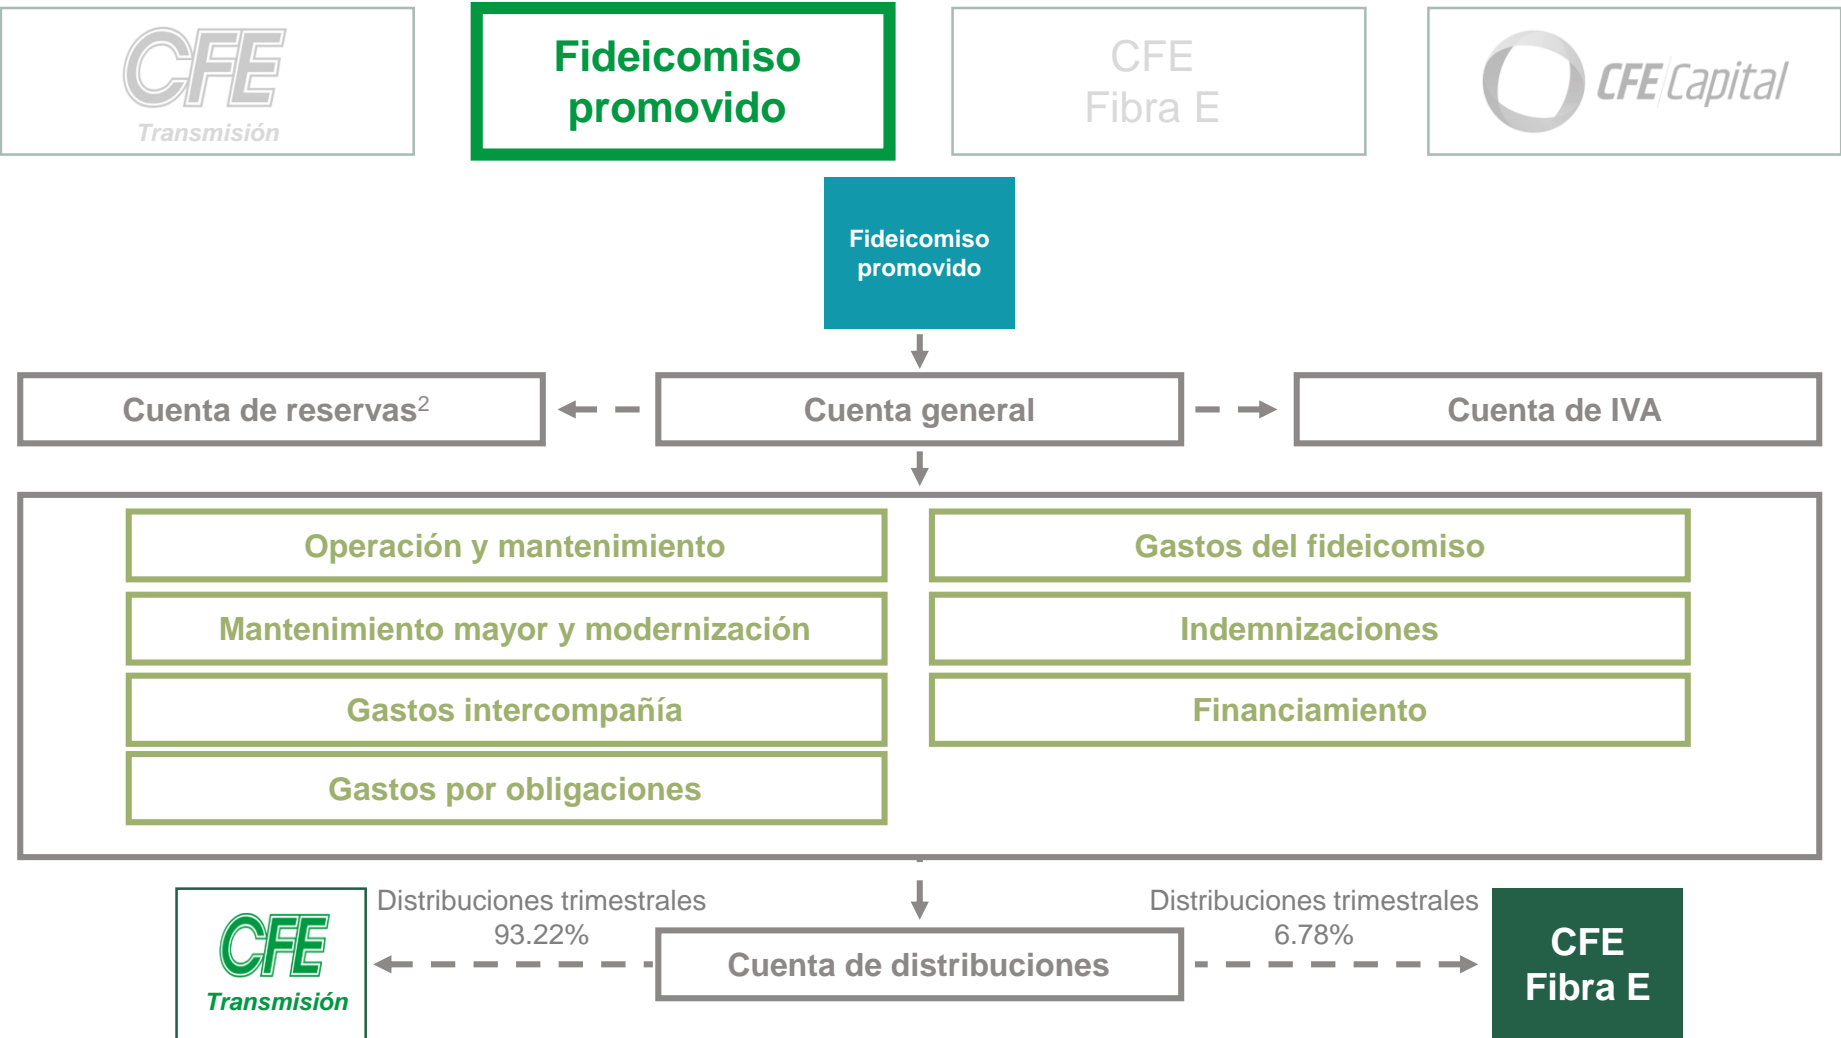 CFE
Transmisión
Fideicomiso
promovido
CFE
Fibra E
CFE Capital
Fideicomiso
promovido
Cuenta de reservas²
Cuenta general
Cuenta de IVA
Operación y mantenimiento
Gastos del fideicomiso
Mantenimiento mayor y modernización
Indemnizaciones
Gastos intercompañía
Financiamiento
Gastos por obligaciones
CFE
Transmisión
Distribuciones trimestrales
93.22%
Cuenta de distribuciones
Distribuciones trimestrales
6.78%
CFE
Fibra E